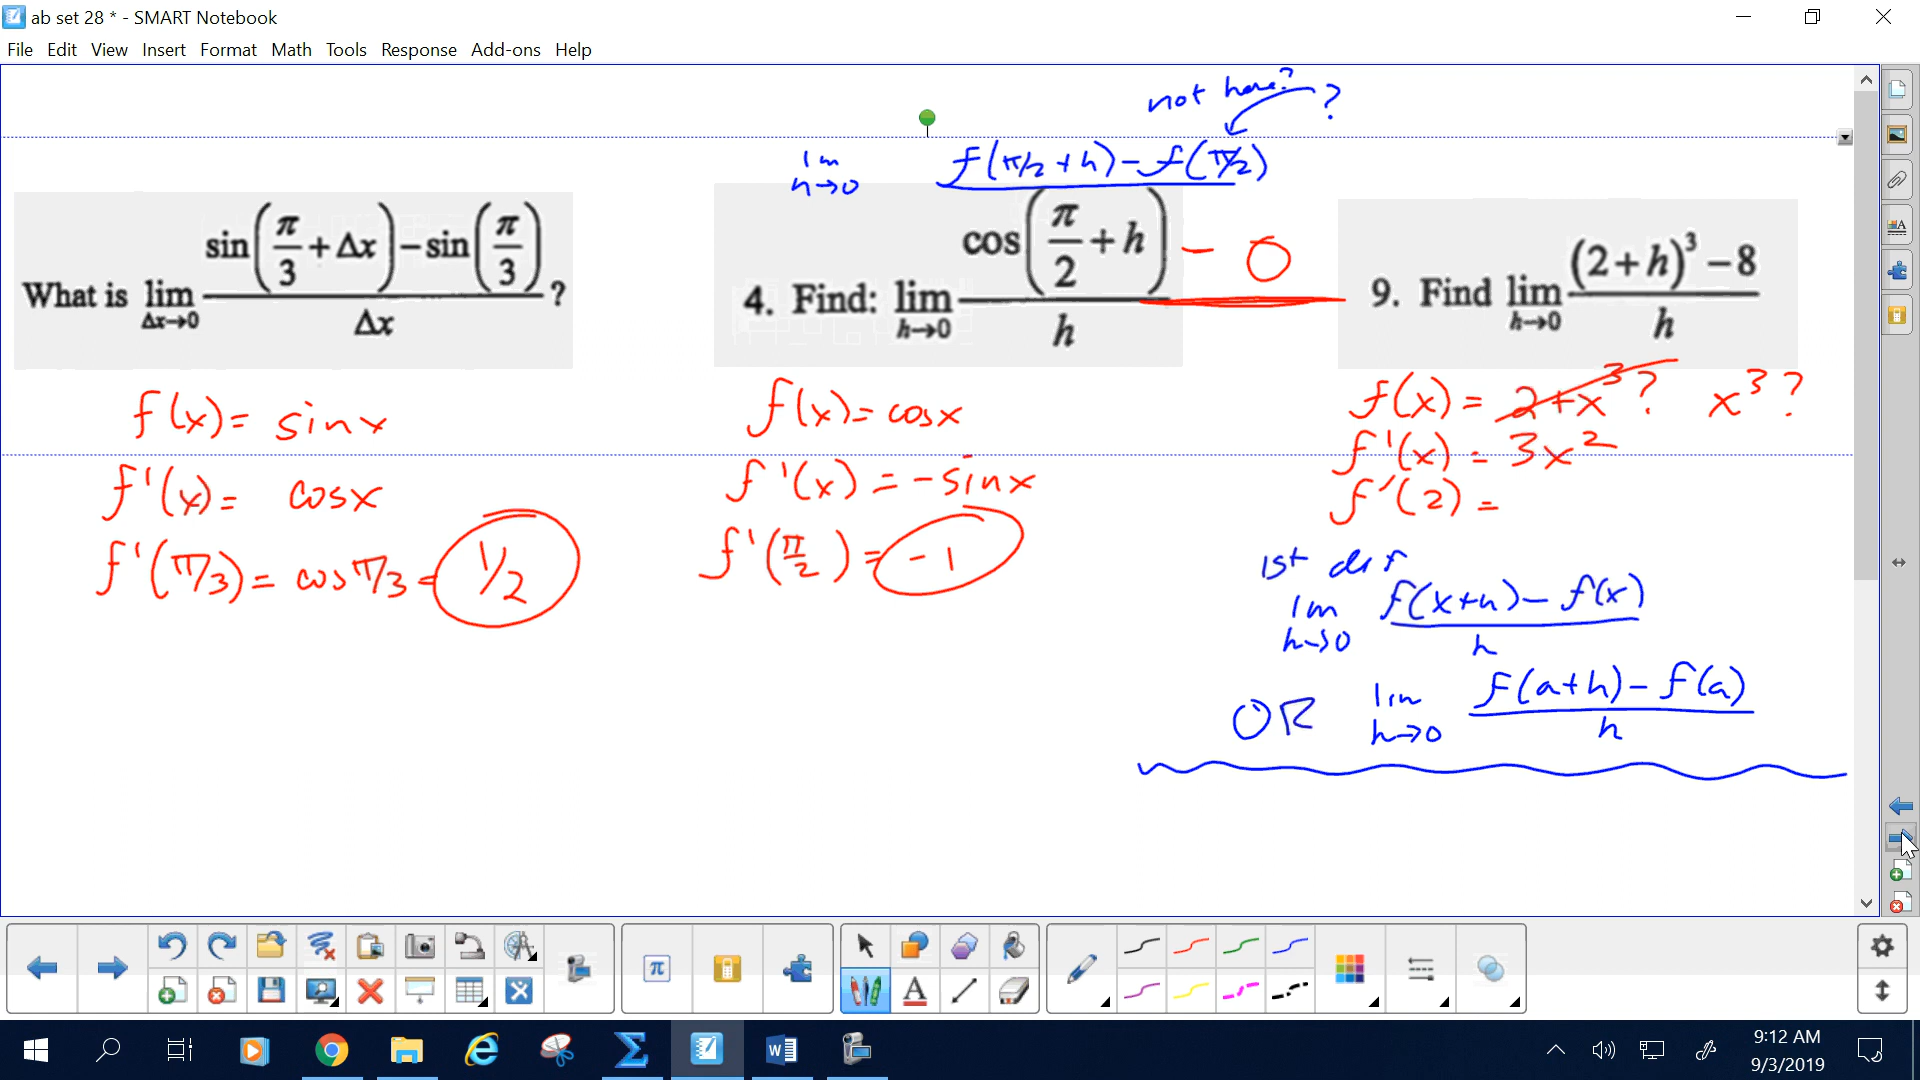 ab set 28 * - SMART Notebook
File Edit View Insert Format Math Tools Response Add-ons Help
not here? ?
lim h→0 f(π/2 + h) - f(π/2)
What is lim Δx→0 (sin(π/3 + Δx) - sin(π/3)) / Δx ?
f(x) = sinx
f'(x) = cosx
f'(π/3) = cos π/3 = 1/2
4. Find: lim h→0 cos(π/2 + h) - 0 / h
f(x) = cosx
f'(x) = -sinx
f'(π/2) = -1
9. Find lim h→0 ((2+h)³ - 8) / h
f(x) = 2+x³? x³?
f'(x) = 3x²
f'(2) =
1st def
lim h→0 (f(x+h) - f(x)) / h
OR lim h→0 (f(a+h) - f(a)) / h
π
A
W
9:12 AM
9/3/2019